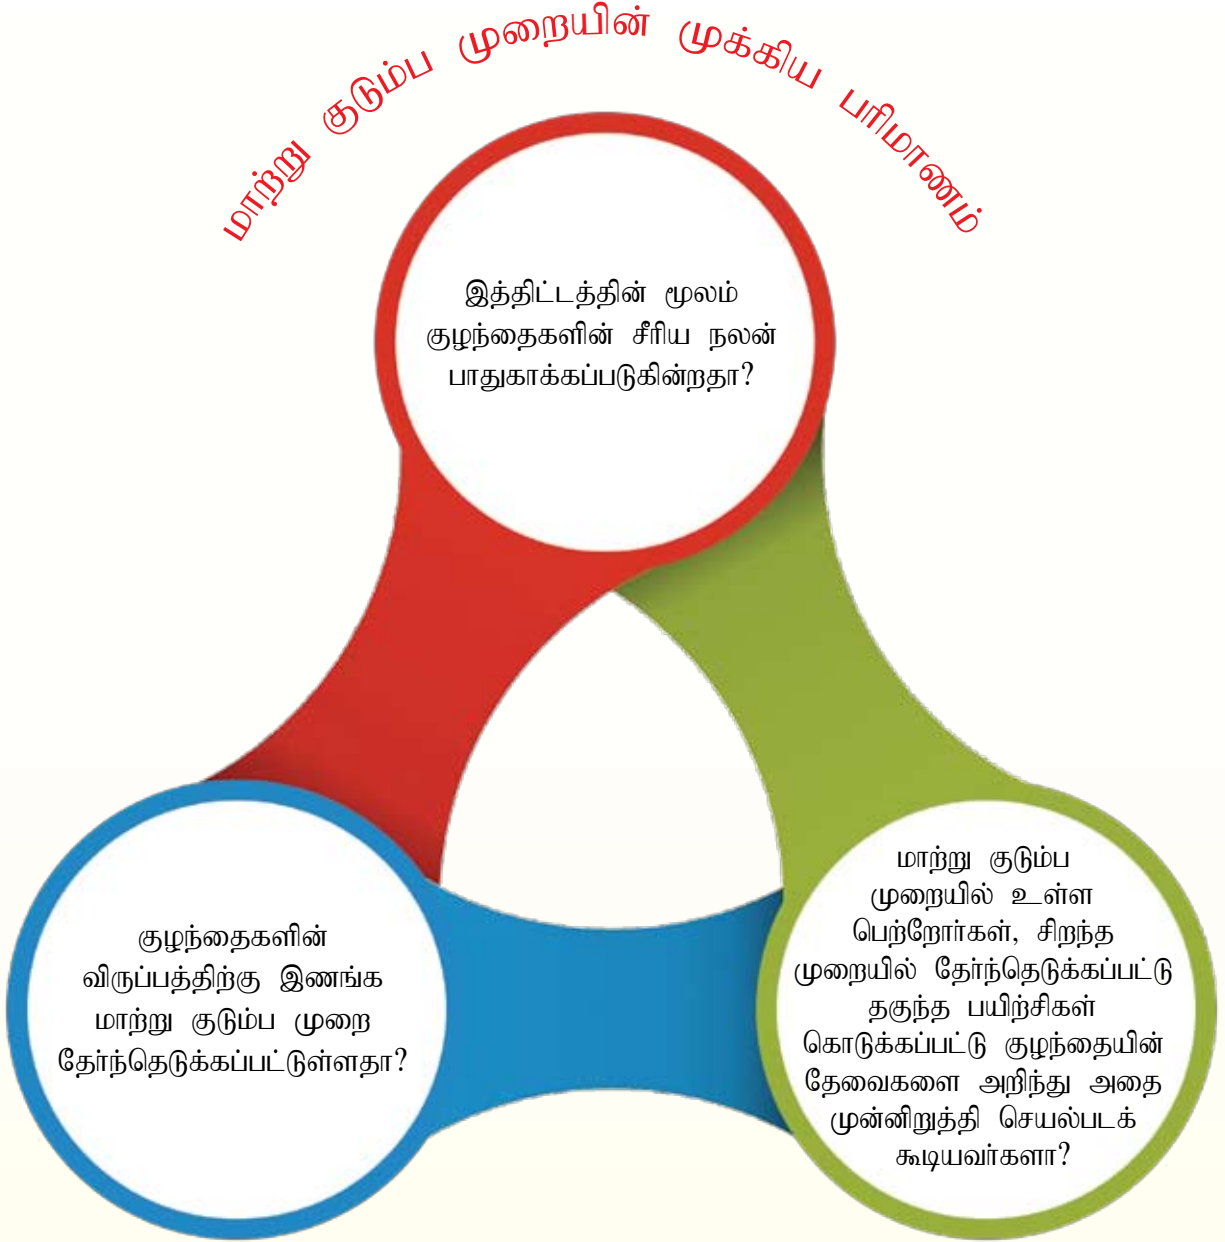 மாற்று குடும்ப முறையின் முக்கிய பரிமாணம்
இத்திட்டத்தின் மூலம்
குழந்தைகளின் சீரிய நலன்
பாதுகாக்கப்படுகின்றதா?
குழந்தைகளின்
விருப்பத்திற்கு இணங்க
மாற்று குடும்ப முறை
தேர்ந்தெடுக்கப்பட்டுள்ளதா?
மாற்று குடும்ப
முறையில் உள்ள
பெற்றோர்கள், சிறந்த
முறையில் தேர்ந்தெடுக்கப்பட்டு
தகுந்த பயிற்சிகள்
கொடுக்கப்பட்டு குழந்தையின்
தேவைகளை அறிந்து அதை
முன்னிறுத்தி செயல்படக்
கூடியவர்களா?